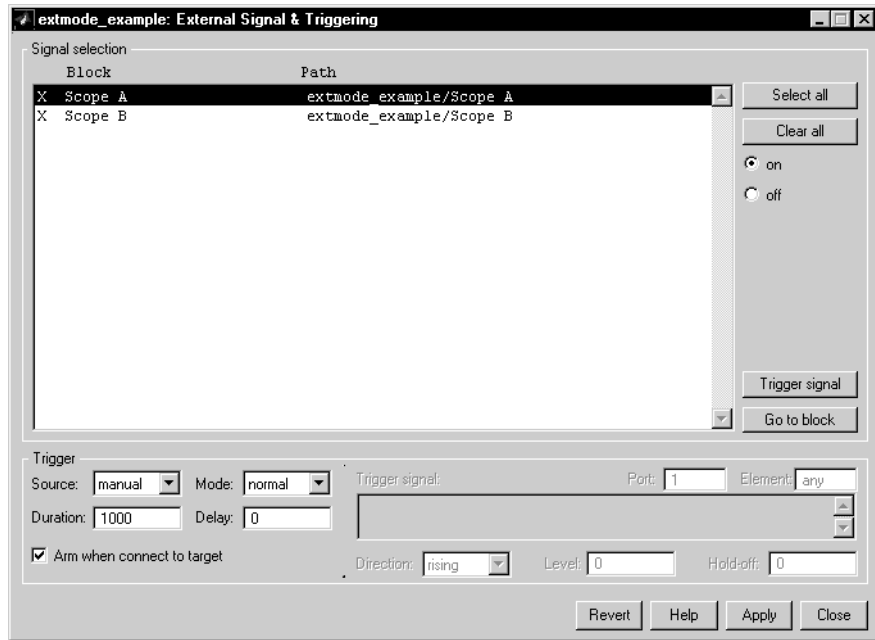 extmode_example: External Signal & Triggering
Signal selection
Block Path
X Scope A extmode_example/Scope A
X Scope B extmode_example/Scope B
Select all
Clear all
on
off
Trigger signal
Go to block
Trigger
Source: manual Mode: normal
Duration: 1000 Delay: 0
Arm when connect to target
Trigger signal: Port: 1 Element: any
Direction: rising Level: 0 Hold-off: 0
Revert Help Apply Close